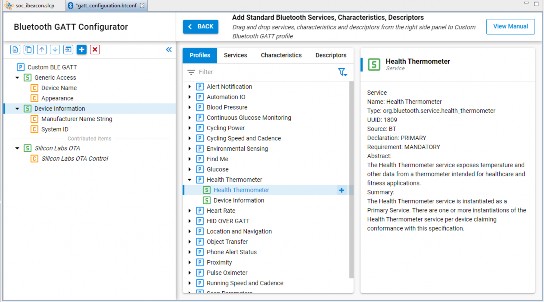 soc_ibeacon.slcp
*gatt_configuration.btconf
Bluetooth GATT Configurator
BACK
Add Standard Bluetooth Services, Characteristics, Descriptors
Drag and drop services, characteristics and descriptors from the right side panel to Custom
Bluetooth GATT profile
View Manual
Custom BLE GATT
Generic Access
Device Name
Appearance
Device Information
Manufacturer Name String
System ID
Contributed items
Silicon Labs OTA
Silicon Labs OTA Control
Profiles
Services
Characteristics
Descriptors
Filter
Alert Notification
Automation IO
Blood Pressure
Continuous Glucose Monitoring
Cycling Power
Cycling Speed and Cadence
Environmental Sensing
Find Me
Glucose
Health Thermometer
Health Thermometer
Device Information
Heart Rate
HID OVER GATT
Location and Navigation
Object Transfer
Phone Alert Status
Proximity
Pulse Oximeter
Running Speed and Cadence
Health Thermometer
Service
Service
Name: Health Thermometer
Type: org.bluetooth.service.health_thermometer
UUID: 1809
Source: BT
Declaration: PRIMARY
Requirement: MANDATORY
Abstract:
The Health Thermometer service exposes temperature and
other data from a thermometer intended for healthcare and
fitness applications.
Summary:
The Health Thermometer service is instantiated as a
Primary Service. There are one or more instantiations of the
Health Thermometer service per device claiming
conformance with this specification.